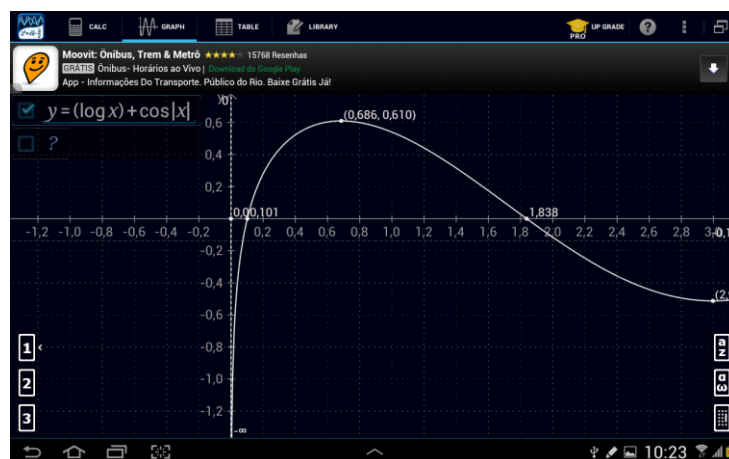 CALC GRAPH TABLE LIBRARY PRO UP GRADE ?
Moovit: Ônibus, Trem & Metrô ★★★★ 15768 Resenhas
GRÁTIS Ônibus- Horários ao Vivo | Download do Google Play
App - Informações Do Transporte. Público do Rio. Baixe Grátis Já!
y=(log x)+cos|x|
?
(0,686, 0,610)
0,6
0,4
0,2
0,00,101
1,838
-1,2 -1,0 -0,8 -0,6 -0,4 -0,2 0,2 0,4 0,6 0,8 1,0 1,2 1,4 1,6 1,8 2,0 2,2 2,4 2,6 2,8
-0,2
-0,4
(2,
-0,6
-0,8
-1,0
-1,2
-∞
1
2
3
a z
α ω
10:23